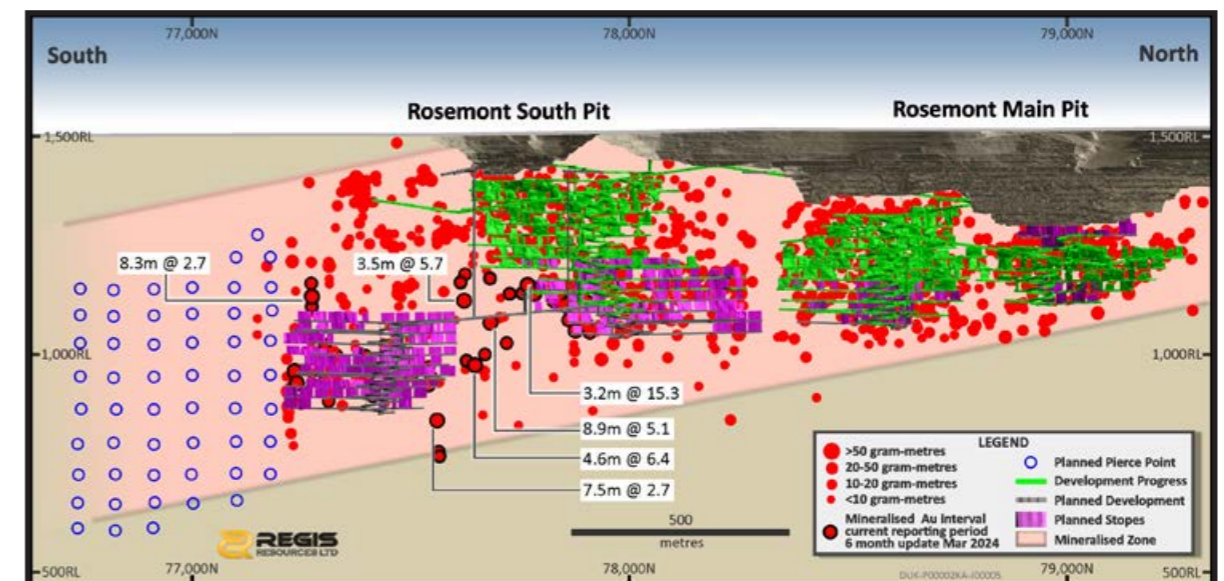 77,000N
78,000N
79,000N
South
North
Rosemont South Pit
Rosemont Main Pit
1,500RL
1,500RL
8.3m @ 2.7
3.5m @ 5.7
1,000RL
1,000RL
3.2m @ 15.3
8.9m @ 5.1
4.6m @ 6.4
7.5m @ 2.7
LEGEND
>50 gram-metres
20-50 gram-metres
10-20 gram-metres
<10 gram-metres
Mineralised Au interval
current reporting period
6 month update Mar 2024
Planned Pierce Point
Development Progress
Planned Development
Planned Stopes
Mineralised Zone
500
metres
REGIS
RESOURCES LTD
500RL
77,000N
78,000N
79,000N
500RL